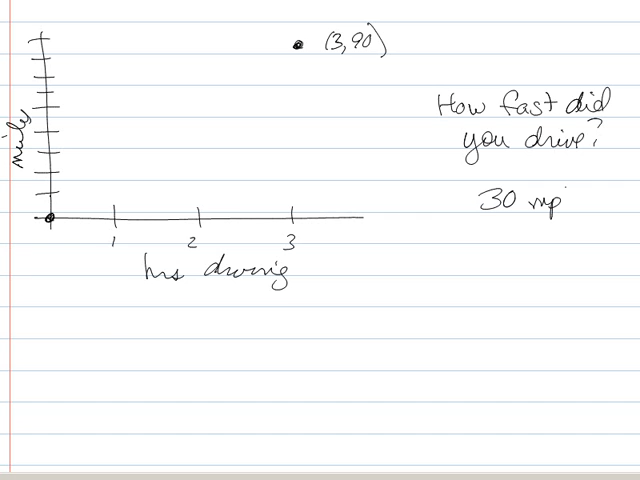 (3,90)
How fast did
you drive?
30 mp
miles
1 2 3
hrs driving